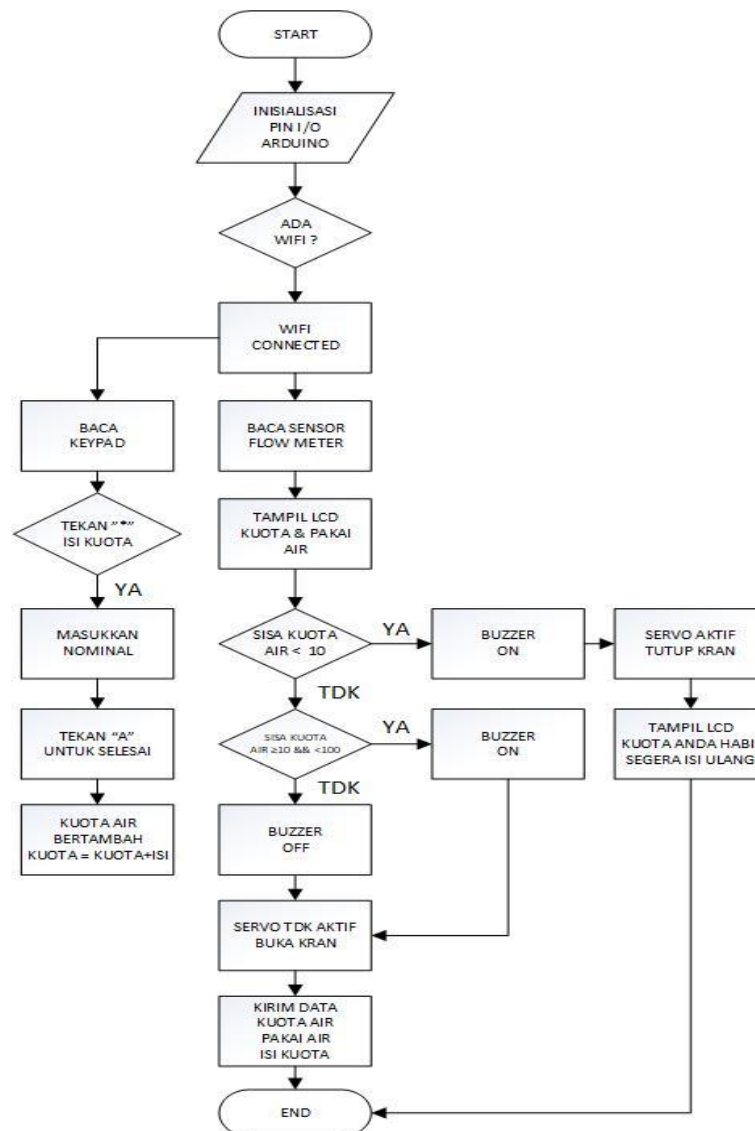 START
INISIALISASI
PIN I/O
ARDUINO
ADA
WIFI ?
WIFI
CONNECTED
BACA
KEYPAD
TEKAN "*"
ISI KUOTA
YA
MASUKKAN
NOMINAL
TEKAN "A"
UNTUK SELESAI
KUOTA AIR
BERTAMBAH
KUOTA = KUOTA+ISI
BACA SENSOR
FLOW METER
TAMPIL LCD
KUOTA & PAKAI
AIR
SISA KUOTA
AIR < 10
YA
BUZZER
ON
SERVO AKTIF
TUTUP KRAN
TAMPIL LCD
KUOTA ANDA HABI
SEGERA ISI ULANG
TDK
SISA KUOTA
AIR ≥10 && <100
YA
BUZZER
ON
TDK
BUZZER
OFF
SERVO TDK AKTIF
BUKA KRAN
KIRIM DATA
KUOTA AIR
PAKAI AIR
ISI KUOTA
END